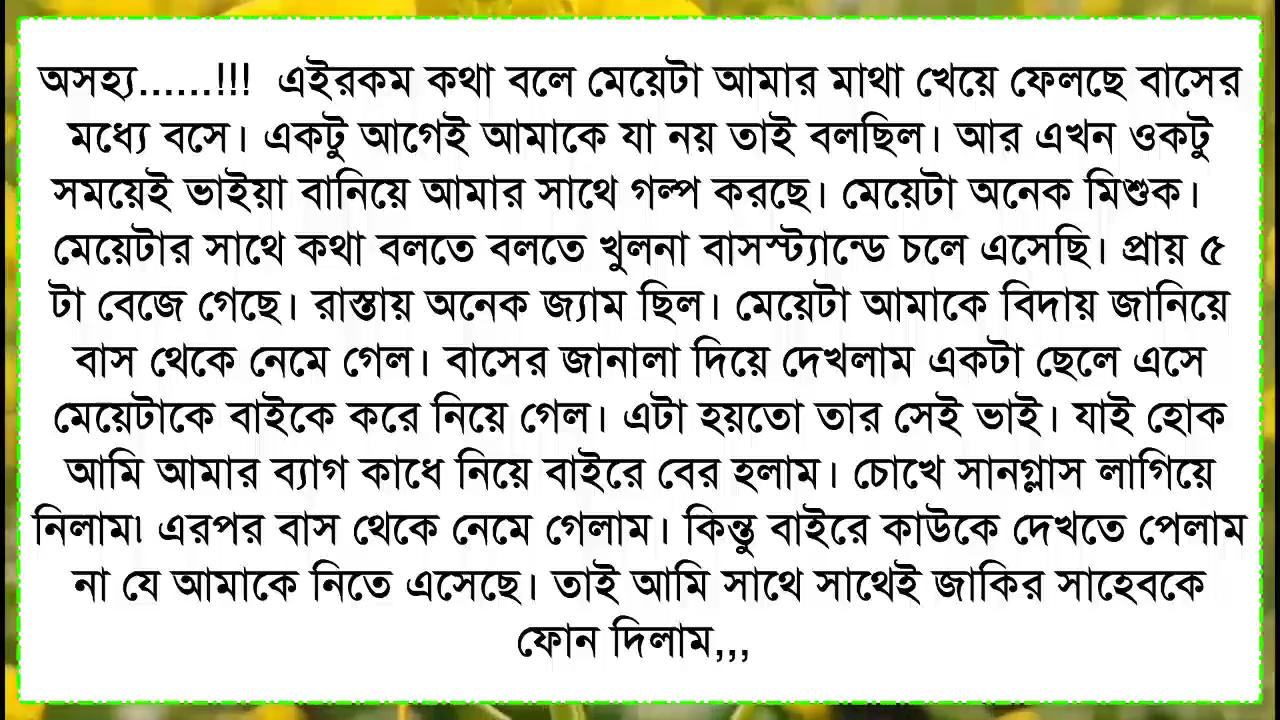 অসহ্য......!!! এইরকম কথা বলে মেয়েটা আমার মাথা খেয়ে ফেলছে বাসের
মধ্যে বসে। একটু আগেই আমাকে যা নয় তাই বলছিল। আর এখন ওকটু
সময়েই ভাইয়া বানিয়ে আমার সাথে গল্প করছে। মেয়েটা অনেক মিশুক।
মেয়েটার সাথে কথা বলতে বলতে খুলনা বাসস্ট্যান্ডে চলে এসেছি। প্রায় ৫
টা বেজে গেছে। রাস্তায় অনেক জ্যাম ছিল। মেয়েটা আমাকে বিদায় জানিয়ে
বাস থেকে নেমে গেল। বাসের জানালা দিয়ে দেখলাম একটা ছেলে এসে
মেয়েটাকে বাইকে করে নিয়ে গেল। এটা হয়তো তার সেই ভাই। যাই হোক
আমি আমার ব্যাগ কাধে নিয়ে বাইরে বের হলাম। চোখে সানগ্লাস লাগিয়ে
নিলাম৷ এরপর বাস থেকে নেমে গেলাম। কিন্তু বাইরে কাউকে দেখতে পেলাম
না যে আমাকে নিতে এসেছে। তাই আমি সাথে সাথেই জাকির সাহেবকে
ফোন দিলাম,,,